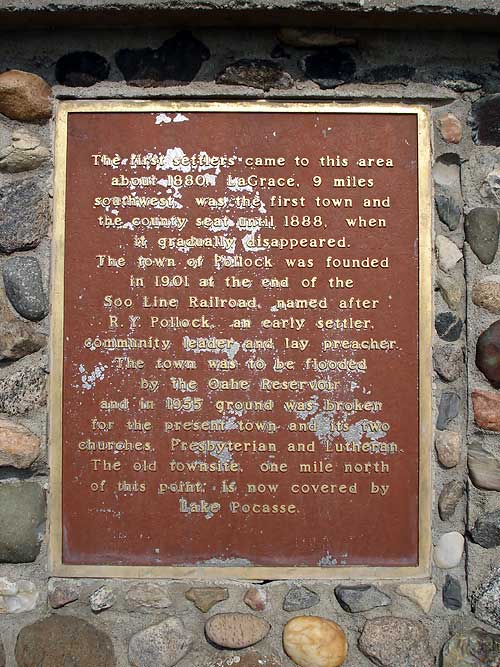 The first settlers came to this area
about 1880. LaGrace, 9 miles
southwest, was the first town and
the county seat until 1888, when
it gradually disappeared.
The town of Pollock was founded
in 1901 at the end of the
Soo Line Railroad, named after
R.Y. Pollock, an early settler,
community leader and lay preacher.
The town was to be flooded
by the Oahe Reservoir
and in 1955 ground was broken
for the present town and its two
churches, Presbyterian and Lutheran.
The old townsite, one mile north
of this point, is now covered by
Lake Pocasse.